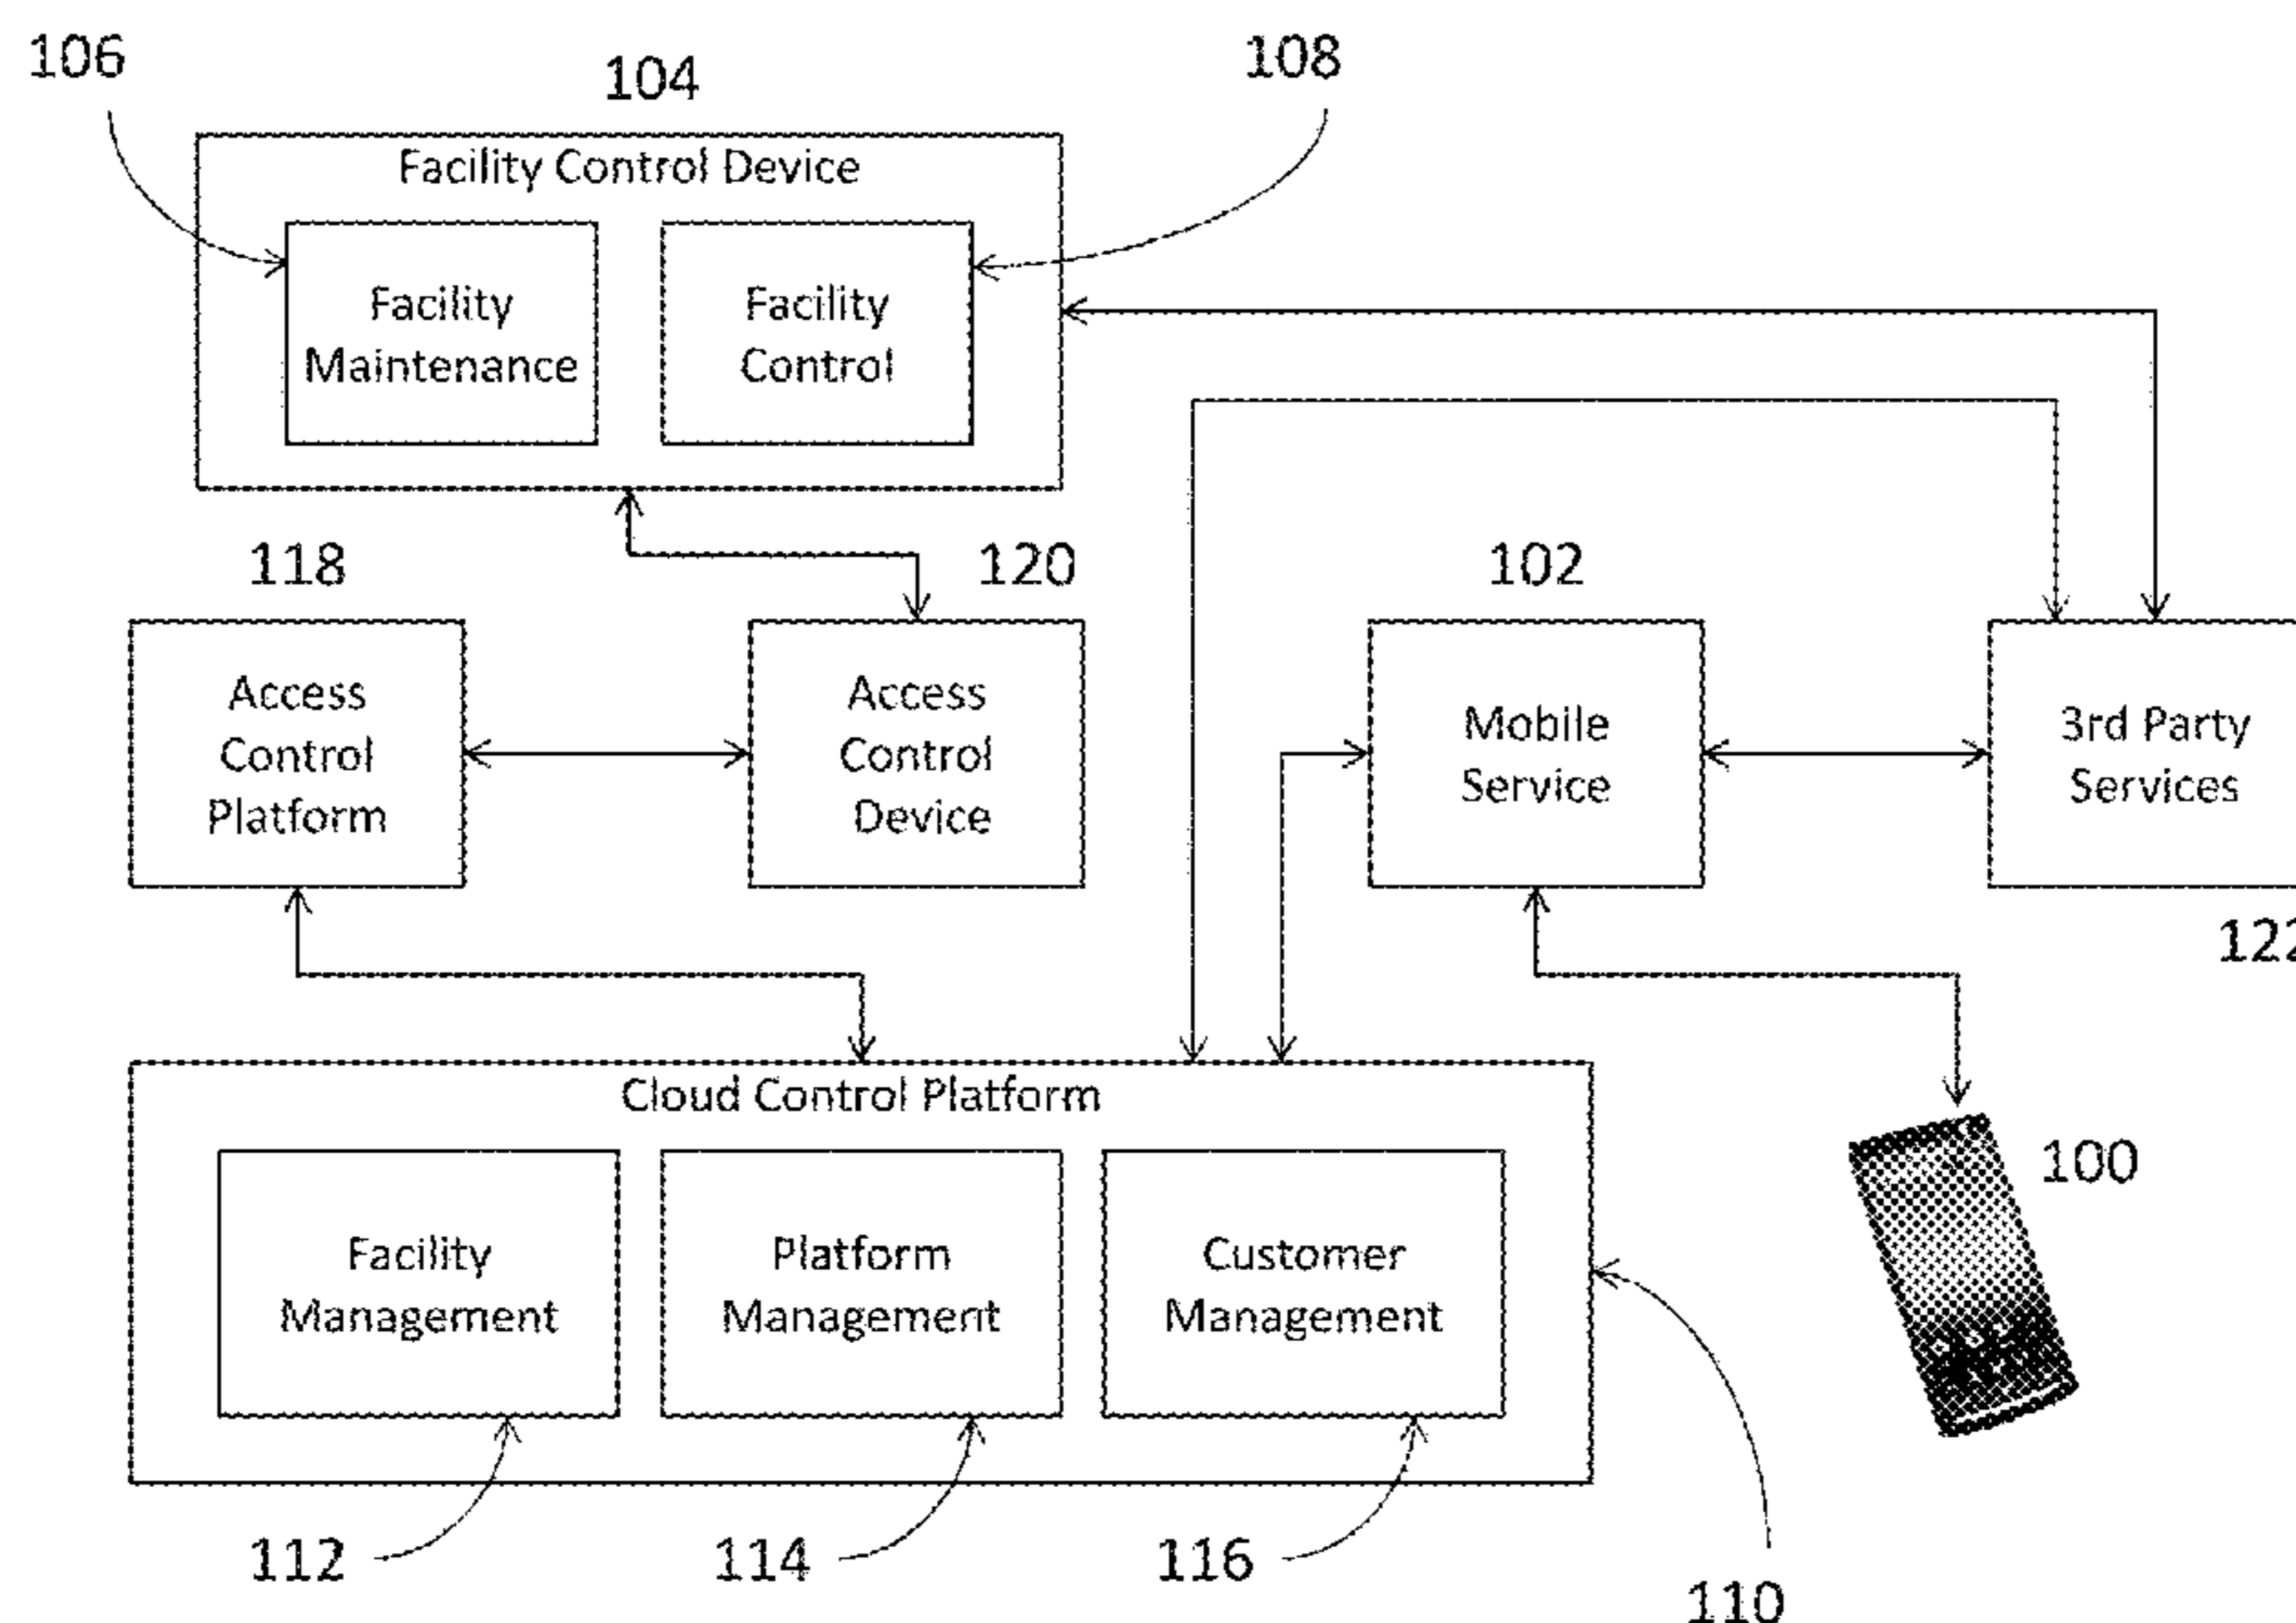 106
104
108
Facility Control Device
Facility
Maintenance
Facility
Control
118
120
102
Access
Control
Platform
Access
Control
Device
Mobile
Service
3rd Party
Services
122
Cloud Control Platform
100
Facility
Management
Platform
Management
Customer
Management
112
114
116
110